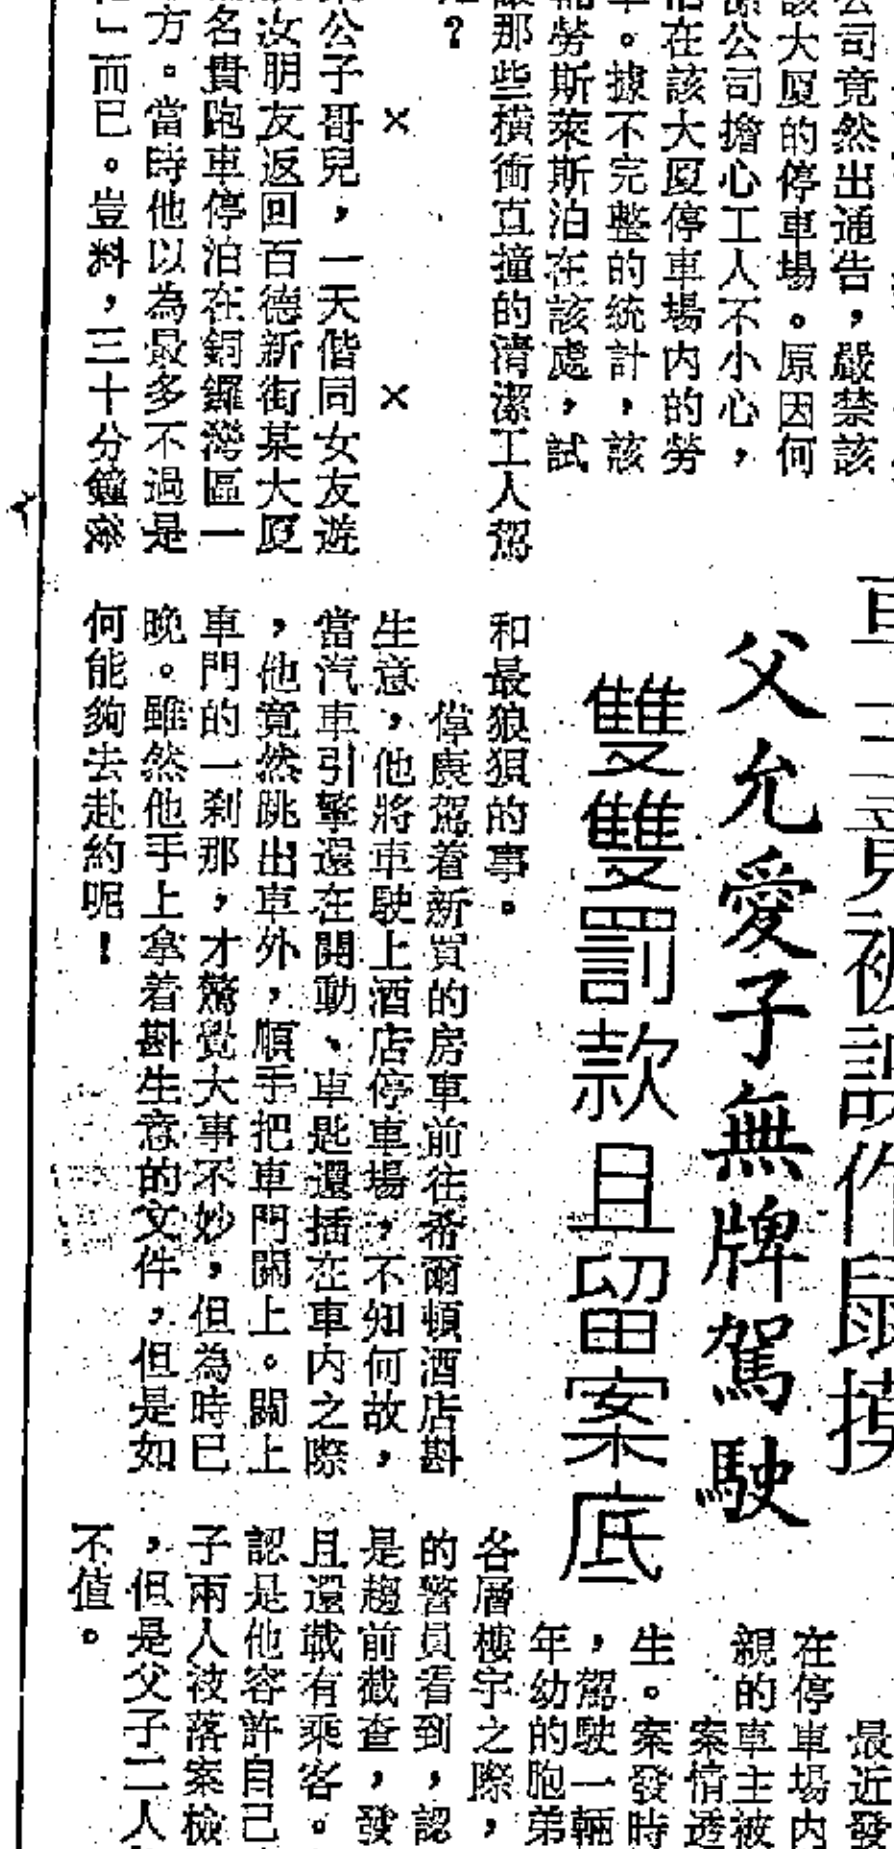 公司竟然出通告，嚴禁該
該大廈的停車場。原因何
潔公司擔心工人不小心，
泊在該大廈停車場內的勞
。據不完整的統計，該
輛勞斯萊斯泊在該處，試
讓那些橫衝直撞的清潔工人駕
？
× ×
公子哥兒，一天偕同女友遊
汝朋友返回百德新街某大廈
名貴跑車停泊在銅鑼灣區一
方。當時他以為最多不過是
」而已。豈料，三十分鐘落
車主竟被誤作鼠摸
父允愛子無牌駕駛
雙雙罰款且留案底
和最狼狽的事。
偉庚駕着新買的房車前往希爾頓酒店斟
生意，他將車駛上酒店停車場，不知何故，
當汽車引擎還在開動、車匙還插在車內之際
，他竟然跳出車外，順手把車門關上。關上
車門的一剎那，才驚覺大事不妙，但為時已
晚。雖然他手上拿着斟生意的文件，但是如
何能夠去赴約呢！
最近發
在停車場內
親的車主被
案情透
生。案發時
，駕駛一輛
年幼的胞弟
各層樓宇之際，
的警員看到，認
是趨前截查，發
且還載有乘客。
認是他容許自己
子兩人被落案檢
，但是父子二人
不值。